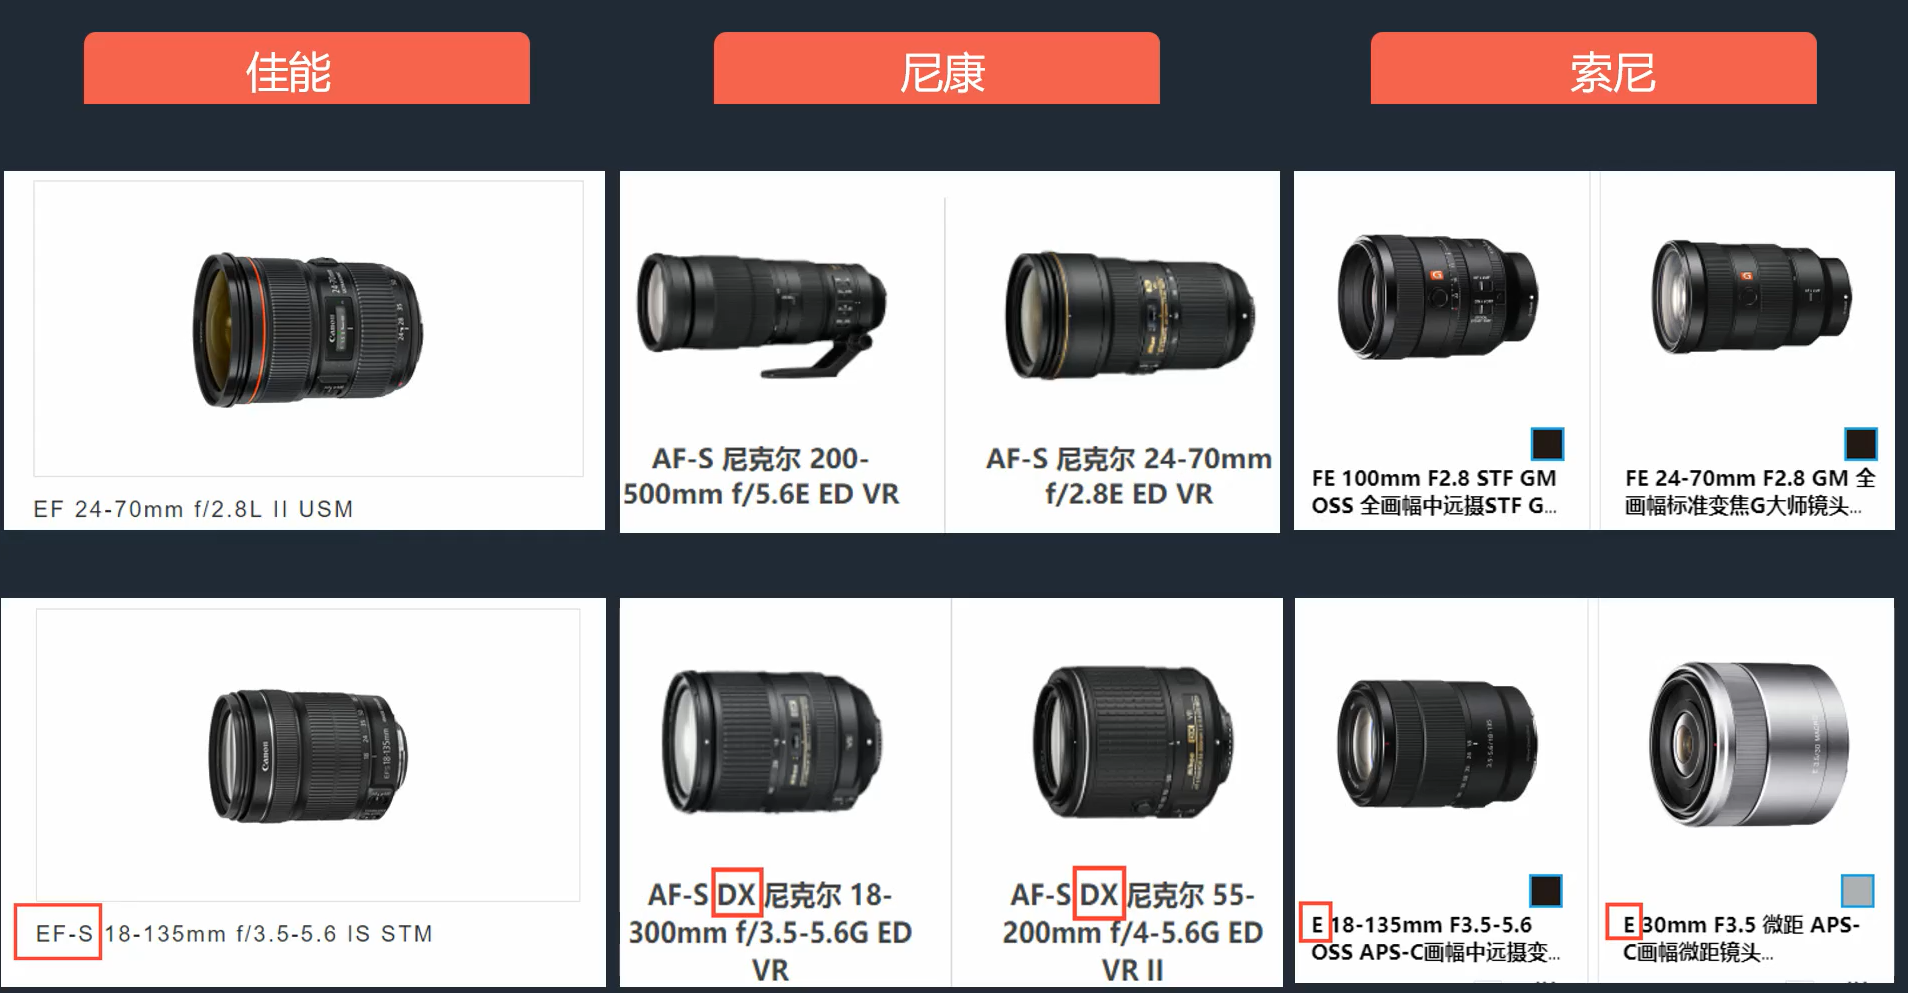 佳能
尼康
索尼
EF 24-70mm f/2.8L II USM
AF-S 尼克尔 200-
500mm f/5.6E ED VR
AF-S 尼克尔 24-70mm
f/2.8E ED VR
FE 100mm F2.8 STF GM
OSS 全画幅中远摄STF G...
FE 24-70mm F2.8 GM 全
画幅标准变焦G大师镜头...
EF-S 18-135mm f/3.5-5.6 IS STM
AF-S DX 尼克尔 18-
300mm f/3.5-5.6G ED
VR
AF-S DX 尼克尔 55-
200mm f/4-5.6G ED
VR II
E 18-135mm F3.5-5.6
OSS APS-C画幅中远摄变...
E 30mm F3.5 微距 APS-
C画幅微距镜头...